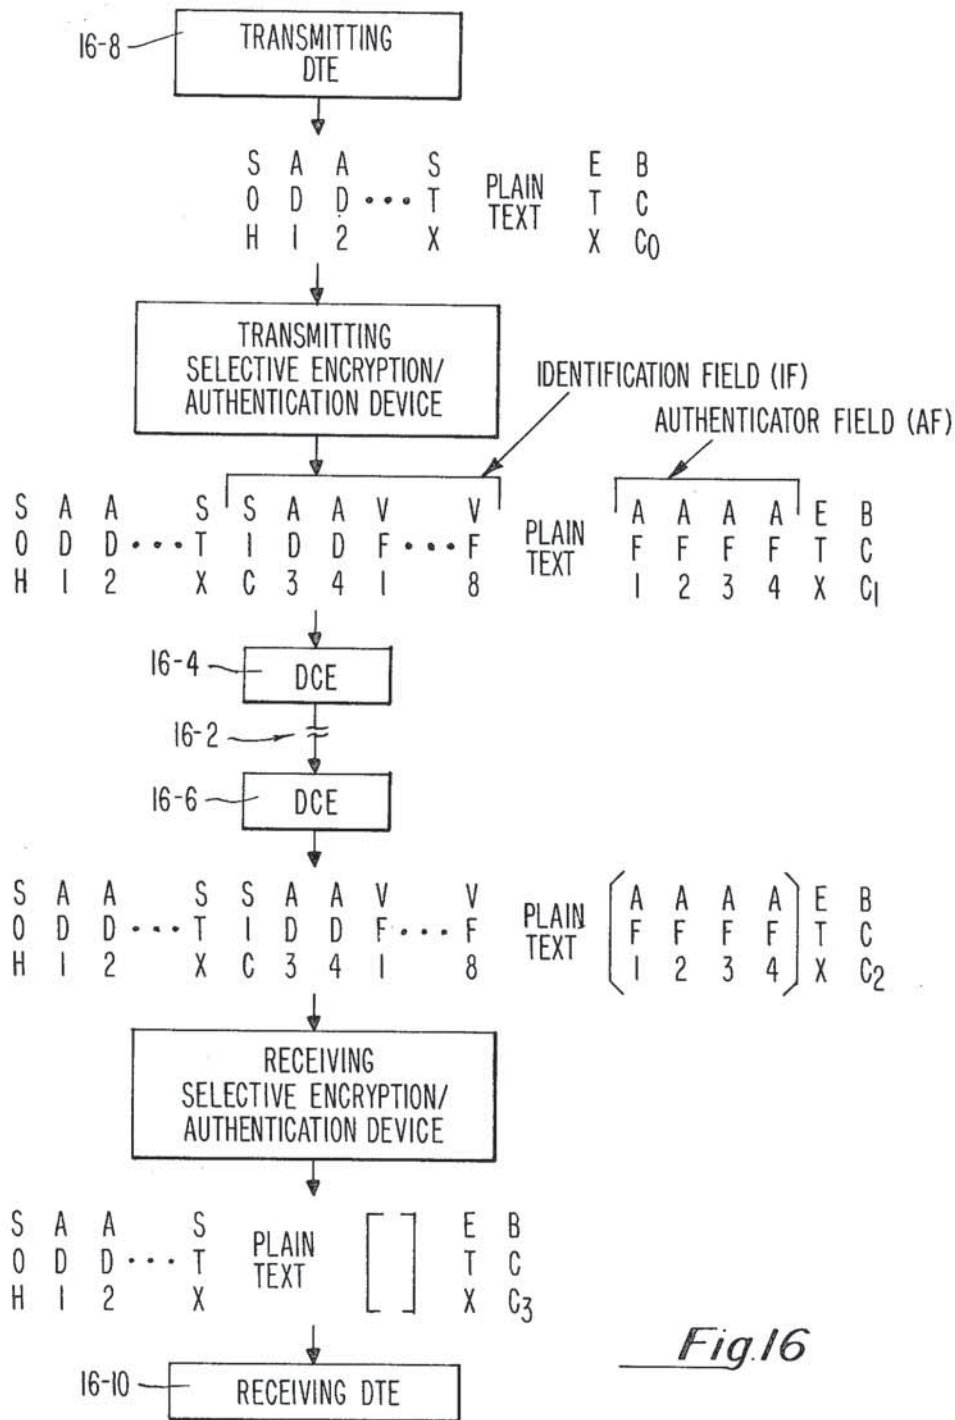 16-8
TRANSMITTING
DTE
S A A S E B
O D D ••• T PLAIN T C
H 1 2 X TEXT X C0
TRANSMITTING
SELECTIVE ENCRYPTION/
AUTHENTICATION DEVICE
IDENTIFICATION FIELD (IF)
AUTHENTICATOR FIELD (AF)
S A A S S A A V V A A A A E B
O D D ••• T I D D F ••• F PLAIN F F F F T C
H 1 2 X C 3 4 1 8 TEXT 1 2 3 4 X C1
16-4
DCE
16-2
16-6
DCE
S A A S S A A V V A A A A E B
O D D ••• T I D D F ••• F PLAIN F F F F T C
H 1 2 X C 3 4 1 8 TEXT 1 2 3 4 X C2
RECEIVING
SELECTIVE ENCRYPTION/
AUTHENTICATION DEVICE
S A A S E B
O D D ••• T PLAIN [ ] T C
H 1 2 X TEXT X C3
16-10
RECEIVING DTE
Fig.16